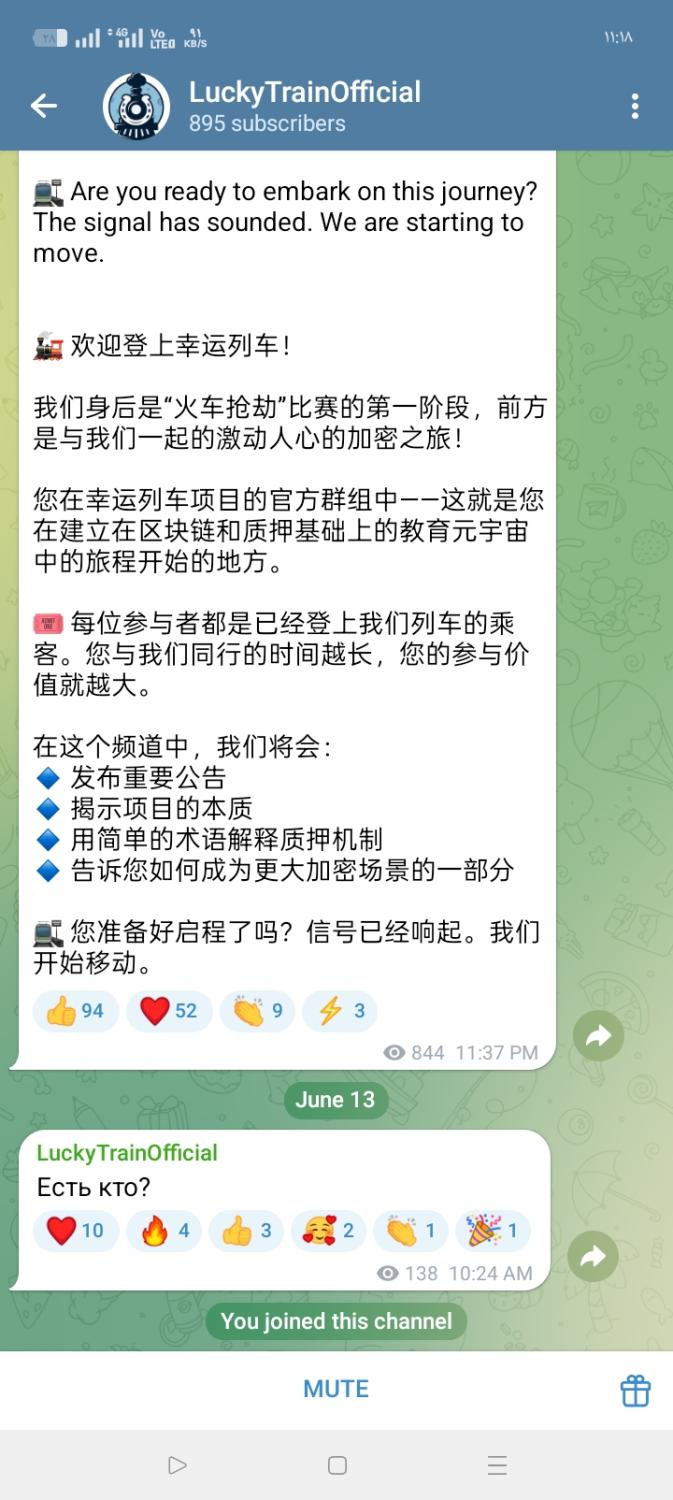 ۲۸
4G
Vo
LTE
۹۱
KB/S
۱۱:۱۸
LuckyTrainOfficial
895 subscribers
🚉 Are you ready to embark on this journey?
The signal has sounded. We are starting to
move.
🚂 欢迎登上幸运列车！
我们身后是“火车抢劫”比赛的第一阶段，前方
是与我们一起的激动人心的加密之旅！
您在幸运列车项目的官方群组中——这就是您
在建立在区块链和质押基础上的教育元宇宙
中的旅程开始的地方。
🎟 每位参与者都是已经登上我们列车的乘
客。您与我们同行的时间越长，您的参与价
值就越大。
在这个频道中，我们将会：
🔹 发布重要公告
🔹 揭示项目的本质
🔹 用简单的术语解释质押机制
🔹 告诉您如何成为更大加密场景的一部分
🚉 您准备好启程了吗？信号已经响起。我们
开始移动。
👍 94 ❤️ 52 👏 9 ⚡ 3
844 11:37 PM
June 13
LuckyTrainOfficial
Есть кто?
❤️ 10 🔥 4 👍 3 🥰 2 👏 1 🎉 1
138 10:24 AM
You joined this channel
MUTE